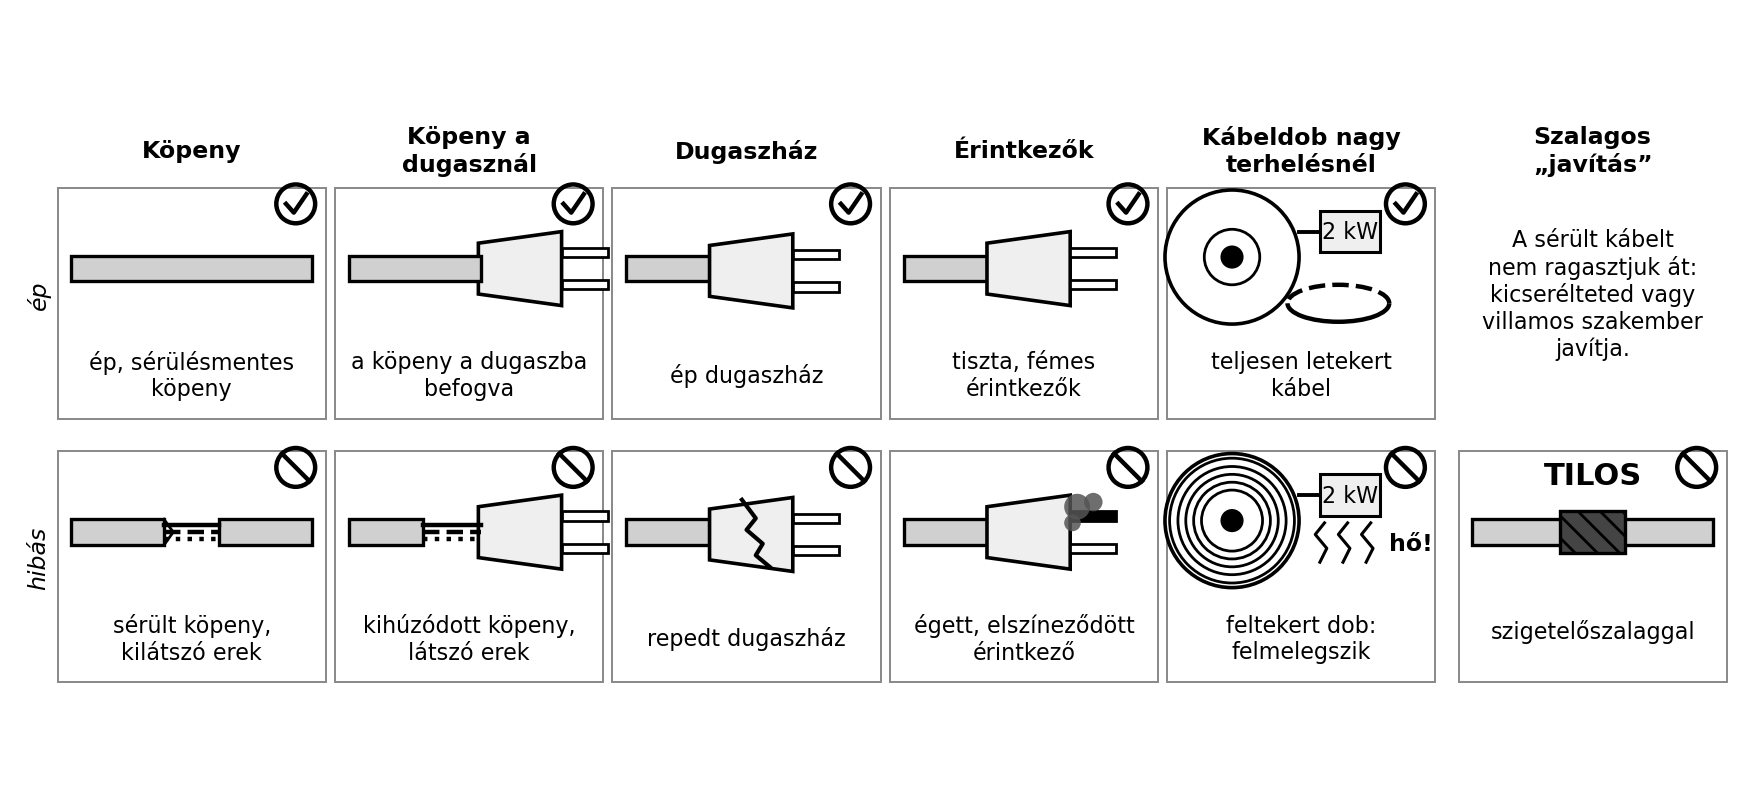 Köpeny
Köpeny a
dugasznál
Dugaszház
Érintkezők
Kábeldob nagy
terhelésnél
Szalagos
„javítás”
ép
ép, sérülésmentes
köpeny
a köpeny a dugaszba
befogva
ép dugaszház
tiszta, fémes
érintkezők
2 kW
teljesen letekert
kábel
A sérült kábelt
nem ragasztjuk át:
kicserélteted vagy
villamos szakember
javítja.
hibás
sérült köpeny,
kilátszó erek
kihúzódott köpeny,
látszó erek
repedt dugaszház
égett, elszíneződött
érintkező
2 kW
hő!
feltekert dob:
felmelegszik
TILOS
szigetelőszalaggal